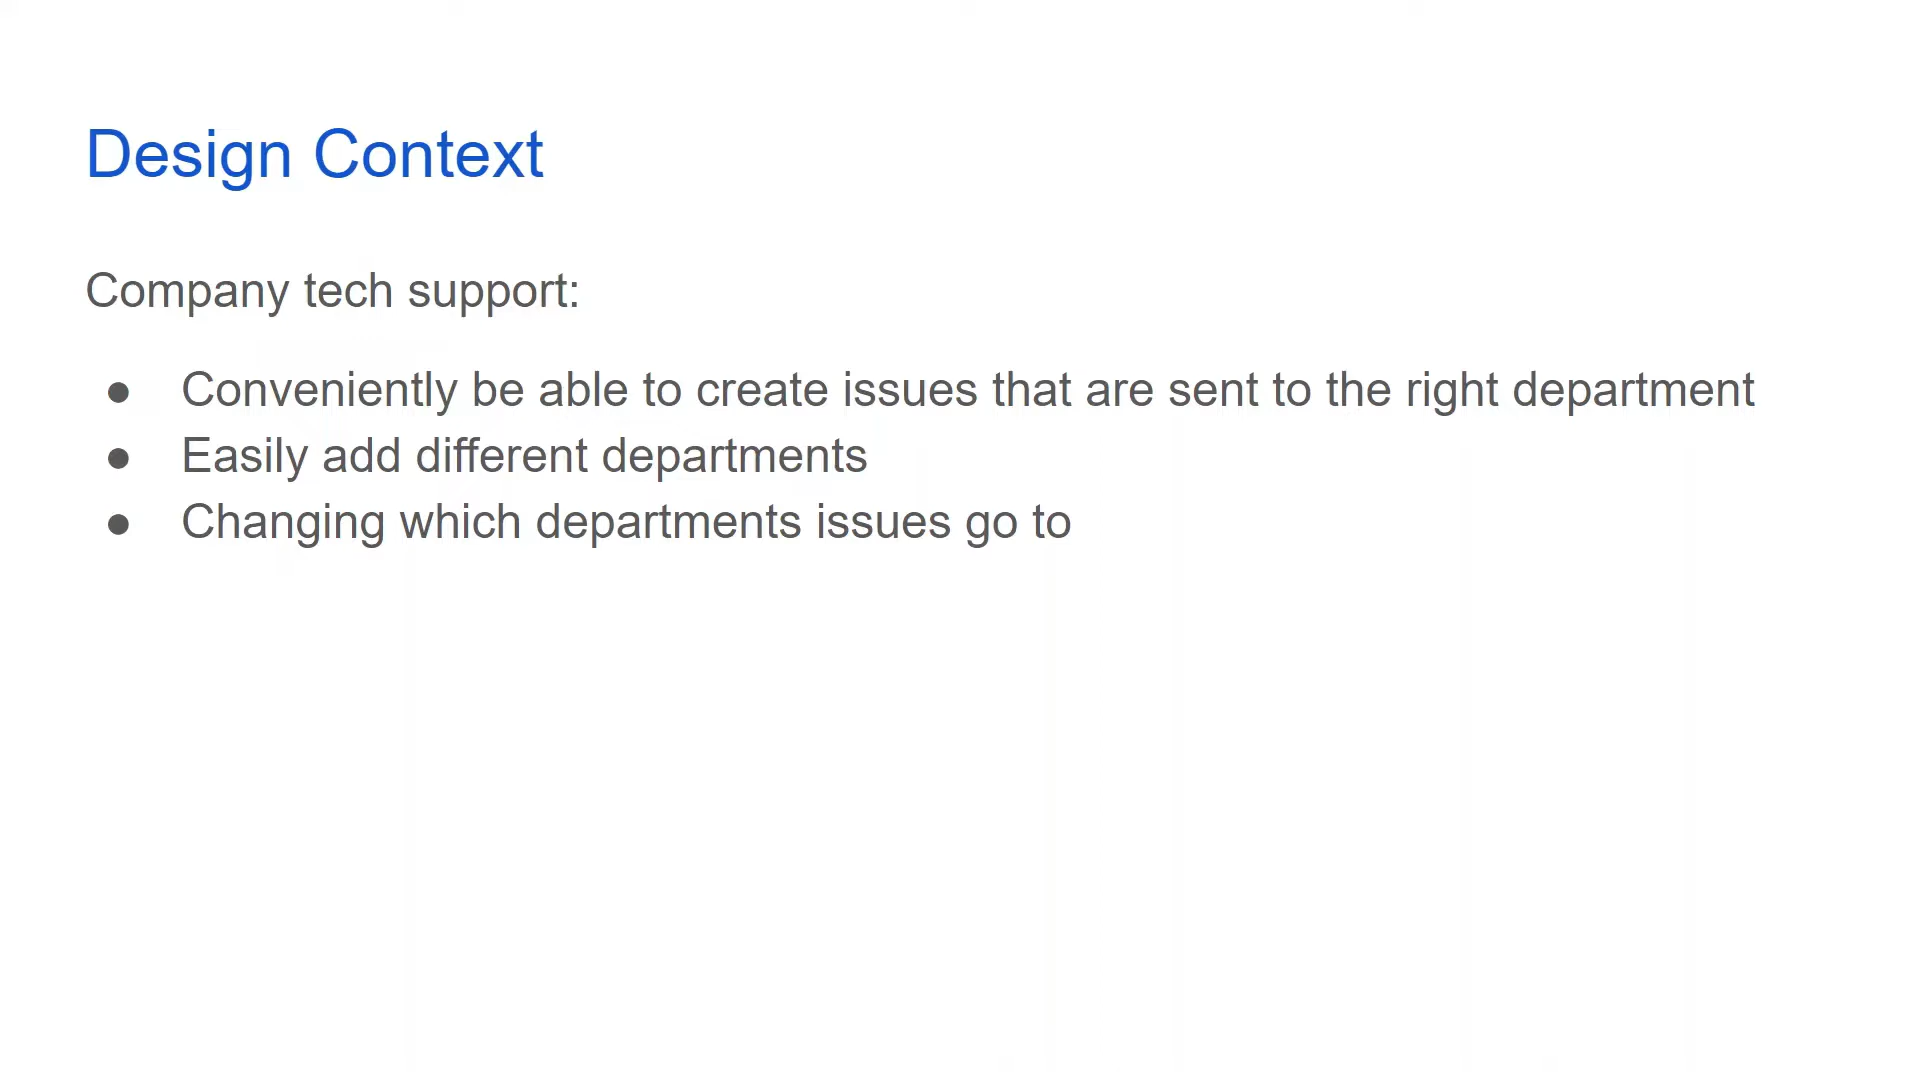 Design Context
Company tech support:
● Conveniently be able to create issues that are sent to the right department
● Easily add different departments
● Changing which departments issues go to